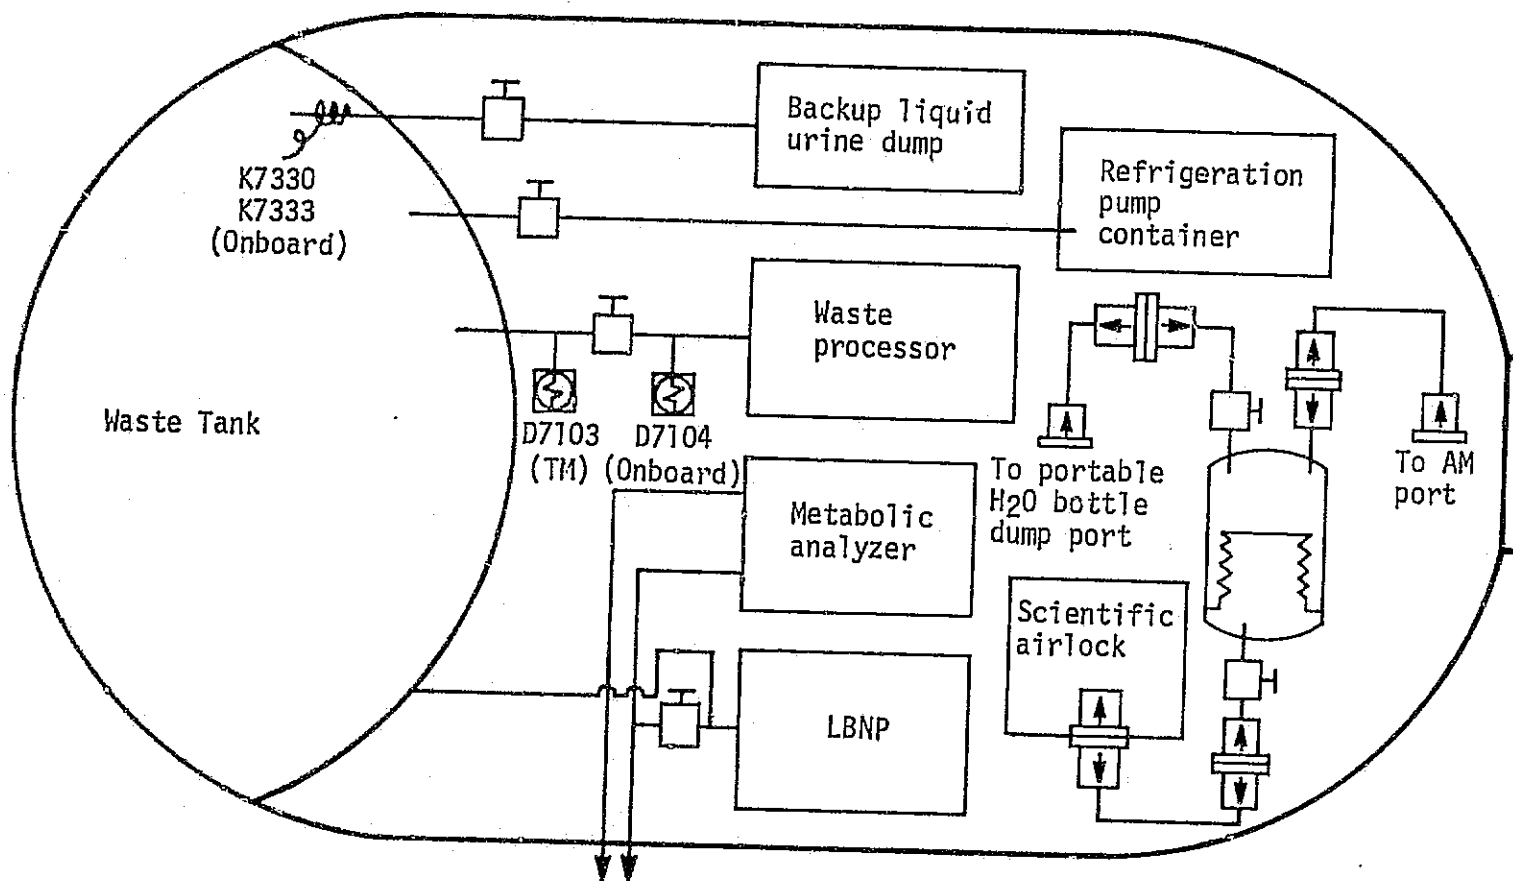 Backup liquid
urine dump
K7330
K7333
(Onboard)
Refrigeration
pump
container
Waste
processor
Waste Tank
D7103
(TM)
D7104
(Onboard)
To portable
H2O bottle
dump port
To AM
port
Metabolic
analyzer
Scientific
airlock
LBNP